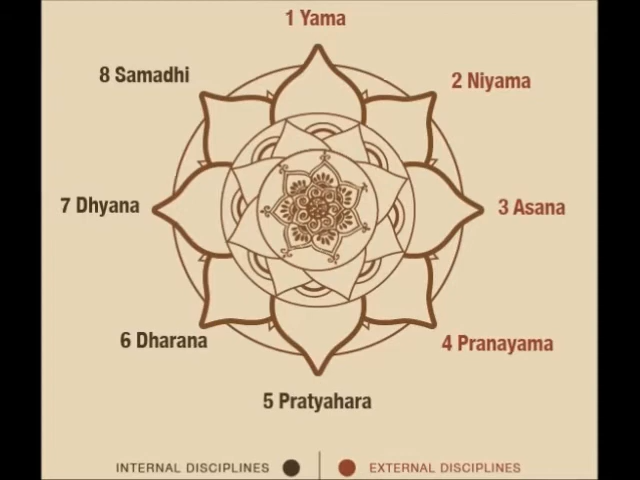 1 Yama
8 Samadhi
2 Niyama
7 Dhyana
3 Asana
6 Dharana
4 Pranayama
5 Pratyahara
INTERNAL DISCIPLINES
EXTERNAL DISCIPLINES